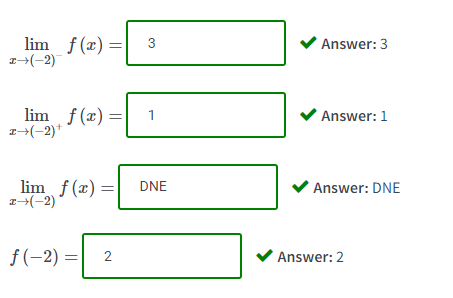 lim x→(−2)⁻ f(x) = 3 ✔ Answer: 3
lim x→(−2)⁺ f(x) = 1 ✔ Answer: 1
lim x→(−2) f(x) = DNE ✔ Answer: DNE
f(−2) = 2 ✔ Answer: 2